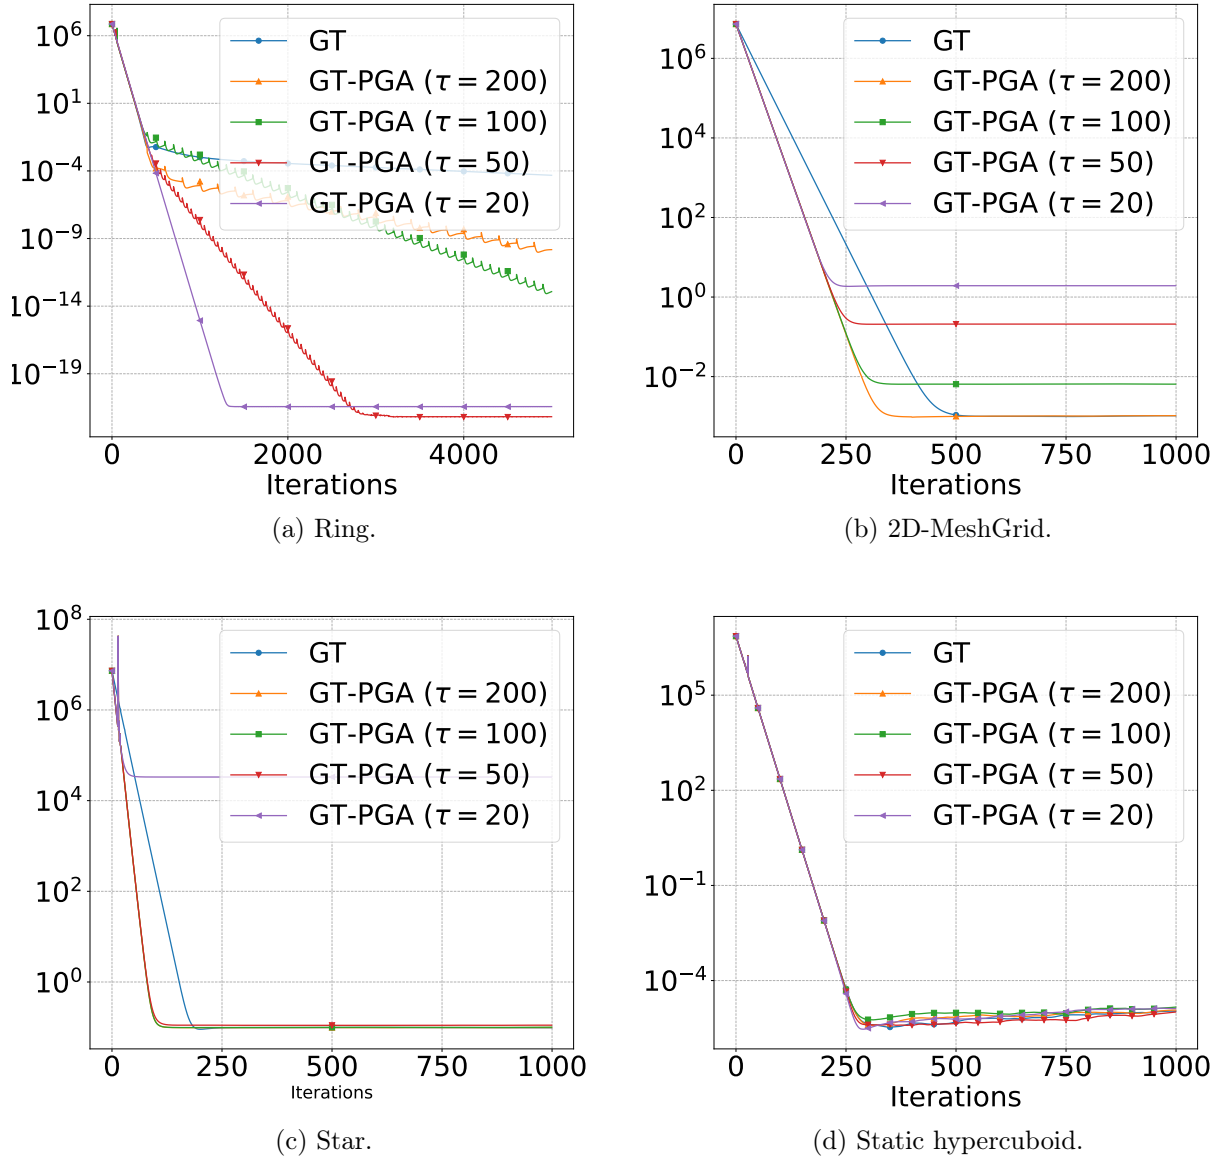 10^6
10^1
10^-4
10^-9
10^-14
10^-19
GT
GT-PGA (τ = 200)
GT-PGA (τ = 100)
GT-PGA (τ = 50)
GT-PGA (τ = 20)
0 2000 4000
Iterations
(a) Ring.
10^6
10^4
10^2
10^0
10^-2
GT
GT-PGA (τ = 200)
GT-PGA (τ = 100)
GT-PGA (τ = 50)
GT-PGA (τ = 20)
0 250 500 750 1000
Iterations
(b) 2D-MeshGrid.
10^8
10^6
10^4
10^2
10^0
GT
GT-PGA (τ = 200)
GT-PGA (τ = 100)
GT-PGA (τ = 50)
GT-PGA (τ = 20)
0 250 500 750 1000
Iterations
(c) Star.
10^5
10^2
10^-1
10^-4
GT
GT-PGA (τ = 200)
GT-PGA (τ = 100)
GT-PGA (τ = 50)
GT-PGA (τ = 20)
0 250 500 750 1000
Iterations
(d) Static hypercuboid.